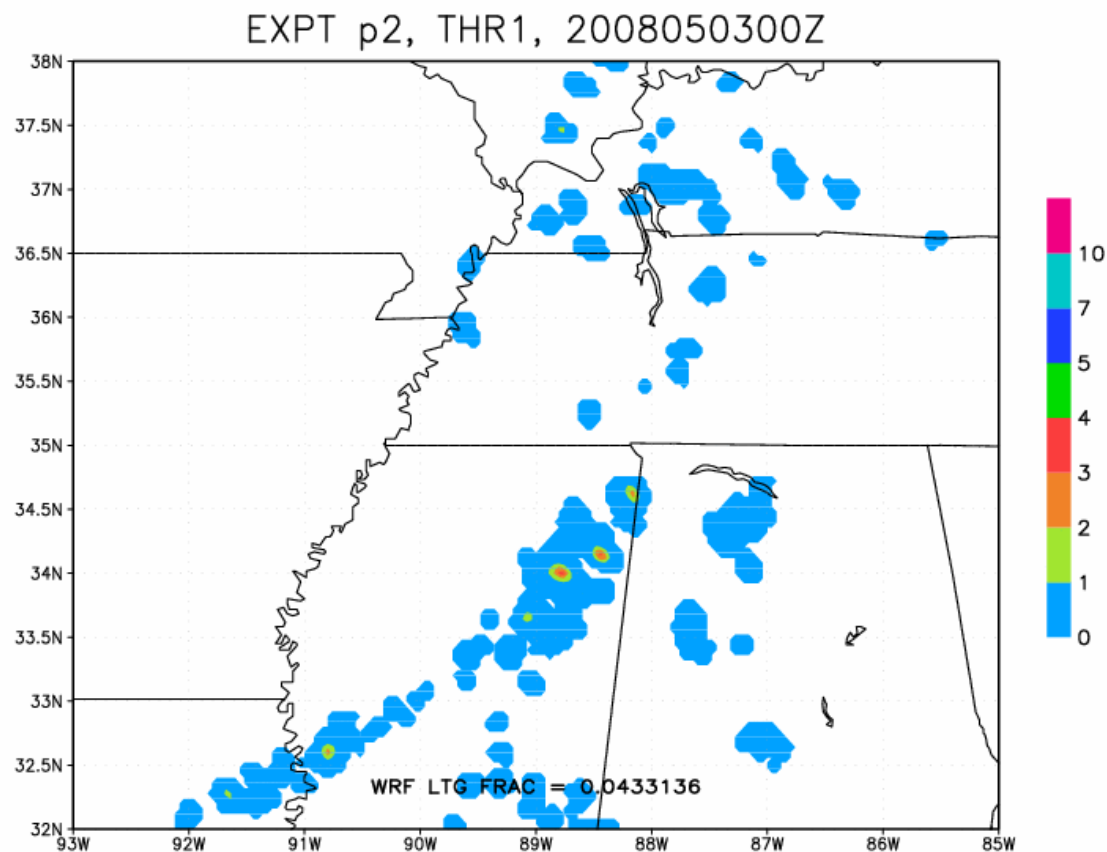 EXPT p2, THR1, 2008050300Z
38N
37.5N
37N
36.5N
36N
35.5N
35N
34.5N
34N
33.5N
33N
32.5N
32N
WRF LTG FRAC = 0.0433136
93W 92W 91W 90W 89W 88W 87W 86W 85W
10
7
5
4
3
2
1
0